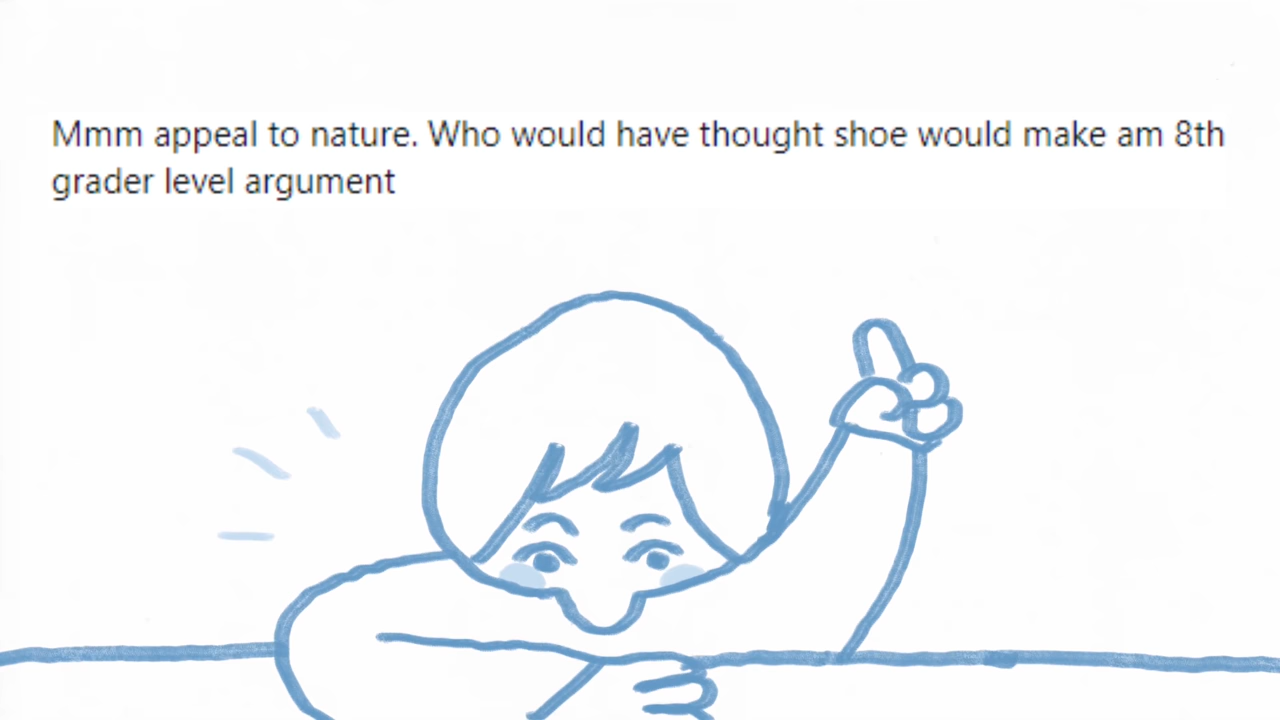 Mmm appeal to nature. Who would have thought shoe would make am 8th
grader level argument